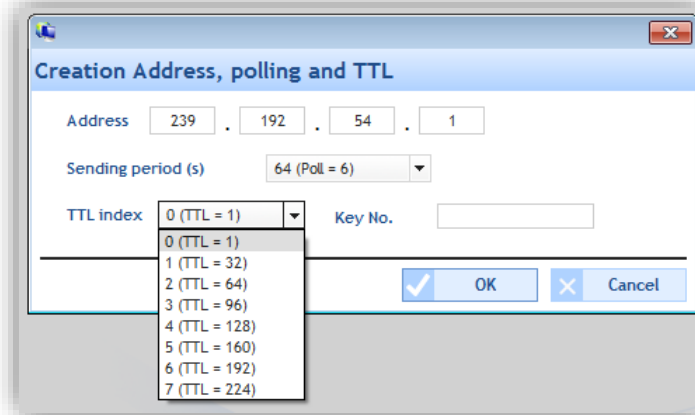 Creation Address, polling and TTL
Address 239 . 192 . 54 . 1
Sending period (s) 64 (Poll = 6)
TTL index 0 (TTL = 1) Key No.
0 (TTL = 1)
1 (TTL = 32)
2 (TTL = 64)
3 (TTL = 96)
4 (TTL = 128)
5 (TTL = 160)
6 (TTL = 192)
7 (TTL = 224)
OK Cancel